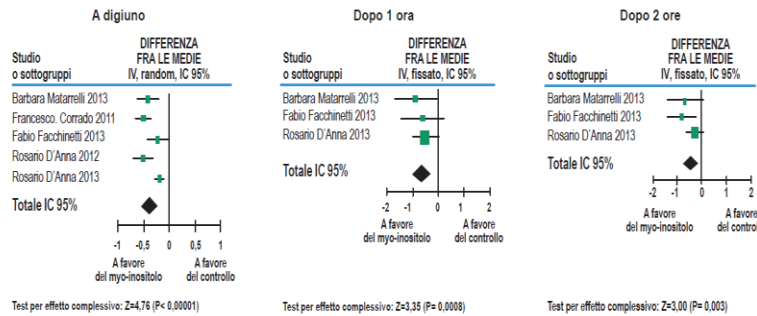 A digiuno
Studio
o sottogruppi
DIFFERENZA
FRA LE MEDIE
IV, random, IC 95%
Barbara Matarrelli 2013
Francesco. Corrado 2011
Fabio Facchinetti 2013
Rosario D'Anna 2012
Rosario D'Anna 2013
Totale IC 95%
-1 -0,5 0 0,5 1
A favore
del myo-inositolo
A favore
del controllo
Test per effetto complessivo: Z=4,76 (P< 0,00001)
Dopo 1 ora
Studio
o sottogruppi
DIFFERENZA
FRA LE MEDIE
IV, fissato, IC 95%
Barbara Matarrelli 2013
Fabio Facchinetti 2013
Rosario D'Anna 2013
Totale IC 95%
-2 -1 0 1 2
A favore
del myo-inositolo
A favore
del controllo
Test per effetto complessivo: Z=3,35 (P= 0,0008)
Dopo 2 ore
Studio
o sottogruppi
DIFFERENZA
FRA LE MEDIE
IV, fissato, IC 95%
Barbara Matarrelli 2013
Fabio Facchinetti 2013
Rosario D'Anna 2013
Totale IC 95%
-2 -1 0 1 2
A favore
del myo-inositolo
A favore
del controllo
Test per effetto complessivo: Z=3,00 (P= 0,003)